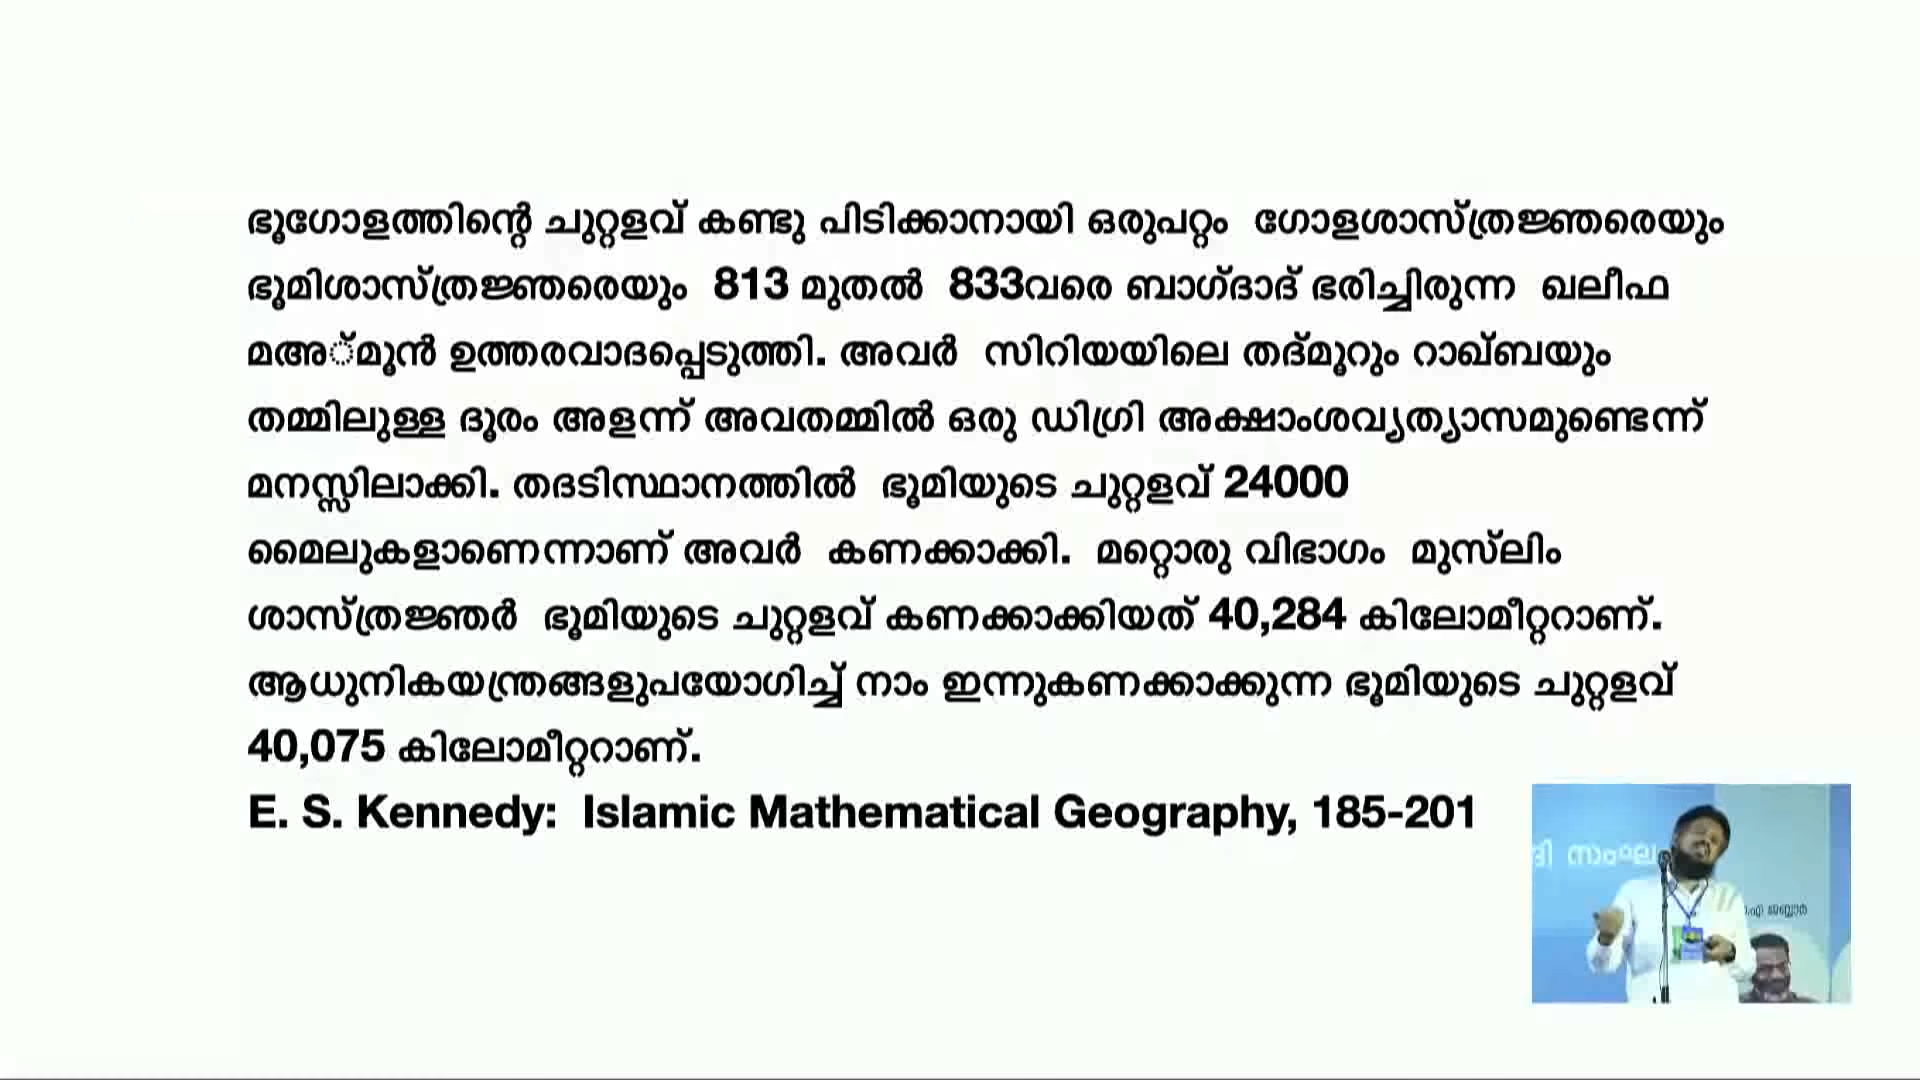 ഭൂഗോളത്തിന്റെ ചുറ്റളവ് കണ്ടു പിടിക്കാനായി ഒരുപറ്റം ഗോളശാസ്ത്രജ്ഞരെയും
ഭൂമിശാസ്ത്രജ്ഞരെയും 813 മുതൽ 833വരെ ബാഗ്ദാദ് ഭരിച്ചിരുന്ന ഖലീഫ
മഅ്മൂൻ ഉത്തരവാദപ്പെടുത്തി. അവർ സിറിയയിലെ തദ്മൂറും റാഖ്ബയും
തമ്മിലുള്ള ദൂരം അളന്ന് അവതമ്മിൽ ഒരു ഡിഗ്രി അക്ഷാംശവ്യത്യാസമുണ്ടെന്ന്
മനസ്സിലാക്കി. തദടിസ്ഥാനത്തിൽ ഭൂമിയുടെ ചുറ്റളവ് 24000
മൈലുകളാണെന്നാണ് അവർ കണക്കാക്കി. മറ്റൊരു വിഭാഗം മുസ്‌ലിം
ശാസ്ത്രജ്ഞർ ഭൂമിയുടെ ചുറ്റളവ് കണക്കാക്കിയത് 40,284 കിലോമീറ്ററാണ്.
ആധുനികയന്ത്രങ്ങളുപയോഗിച്ച് നാം ഇന്നുകണക്കാക്കുന്ന ഭൂമിയുടെ ചുറ്റളവ്
40,075 കിലോമീറ്ററാണ്.
E. S. Kennedy: Islamic Mathematical Geography, 185-201
ജബ്ബാർ